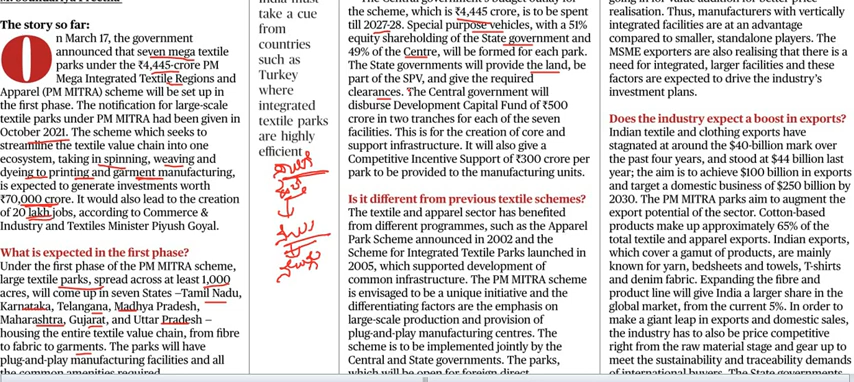 The story so far:
On March 17, the government
announced that seven mega textile
parks under the ₹4,445-crore PM
Mega Integrated Textile Regions and
Apparel (PM MITRA) scheme will be set up in
the first phase. The notification for large-scale
textile parks under PM MITRA had been given in
October 2021. The scheme which seeks to
streamline the textile value chain into one
ecosystem, taking in spinning, weaving and
dyeing to printing and garment manufacturing,
is expected to generate investments worth
₹70,000 crore. It would also lead to the creation
of 20 lakh jobs, according to Commerce &
Industry and Textiles Minister Piyush Goyal.
What is expected in the first phase?
Under the first phase of the PM MITRA scheme,
large textile parks, spread across at least 1,000
acres, will come up in seven States –Tamil Nadu,
Karnataka, Telangana, Madhya Pradesh,
Maharashtra, Gujarat, and Uttar Pradesh –
housing the entire textile value chain, from fibre
to fabric to garments. The parks will have
plug-and-play manufacturing facilities and all
the common amenities required
take a cue
from
countries
such as
Turkey
where
integrated
textile parks
are highly
efficient
the scheme, which is ₹4,445 crore, is to be spent
till 2027-28. Special purpose vehicles, with a 51%
equity shareholding of the State government and
49% of the Centre, will be formed for each park.
The State governments will provide the land, be
part of the SPV, and give the required
clearances. The Central government will
disburse Development Capital Fund of ₹500
crore in two tranches for each of the seven
facilities. This is for the creation of core and
support infrastructure. It will also give a
Competitive Incentive Support of ₹300 crore per
park to be provided to the manufacturing units.
Is it different from previous textile schemes?
The textile and apparel sector has benefited
from different programmes, such as the Apparel
Park Scheme announced in 2002 and the
Scheme for Integrated Textile Parks launched in
2005, which supported development of
common infrastructure. The PM MITRA scheme
is envisaged to be a unique initiative and the
differentiating factors are the emphasis on
large-scale production and provision of
plug-and-play manufacturing centres. The
scheme is to be implemented jointly by the
Central and State governments. The parks,
which will be open for foreign direct
realisation. Thus, manufacturers with vertically
integrated facilities are at an advantage
compared to smaller, standalone players. The
MSME exporters are also realising that there is a
need for integrated, larger facilities and these
factors are expected to drive the industry's
investment plans.
Does the industry expect a boost in exports?
Indian textile and clothing exports have
stagnated at around the $40-billion mark over
the past four years, and stood at $44 billion last
year; the aim is to achieve $100 billion in exports
and target a domestic business of $250 billion by
2030. The PM MITRA parks aim to augment the
export potential of the sector. Cotton-based
products make up approximately 65% of the
total textile and apparel exports. Indian exports,
which cover a gamut of products, are mainly
known for yarn, bedsheets and towels, T-shirts
and denim fabric. Expanding the fibre and
product line will give India a larger share in the
global market, from the current 5%. In order to
make a giant leap in exports and domestic sales,
the industry has to also be price competitive
right from the raw material stage and gear up to
meet the sustainability and traceability demands
of international buyers. The State governments